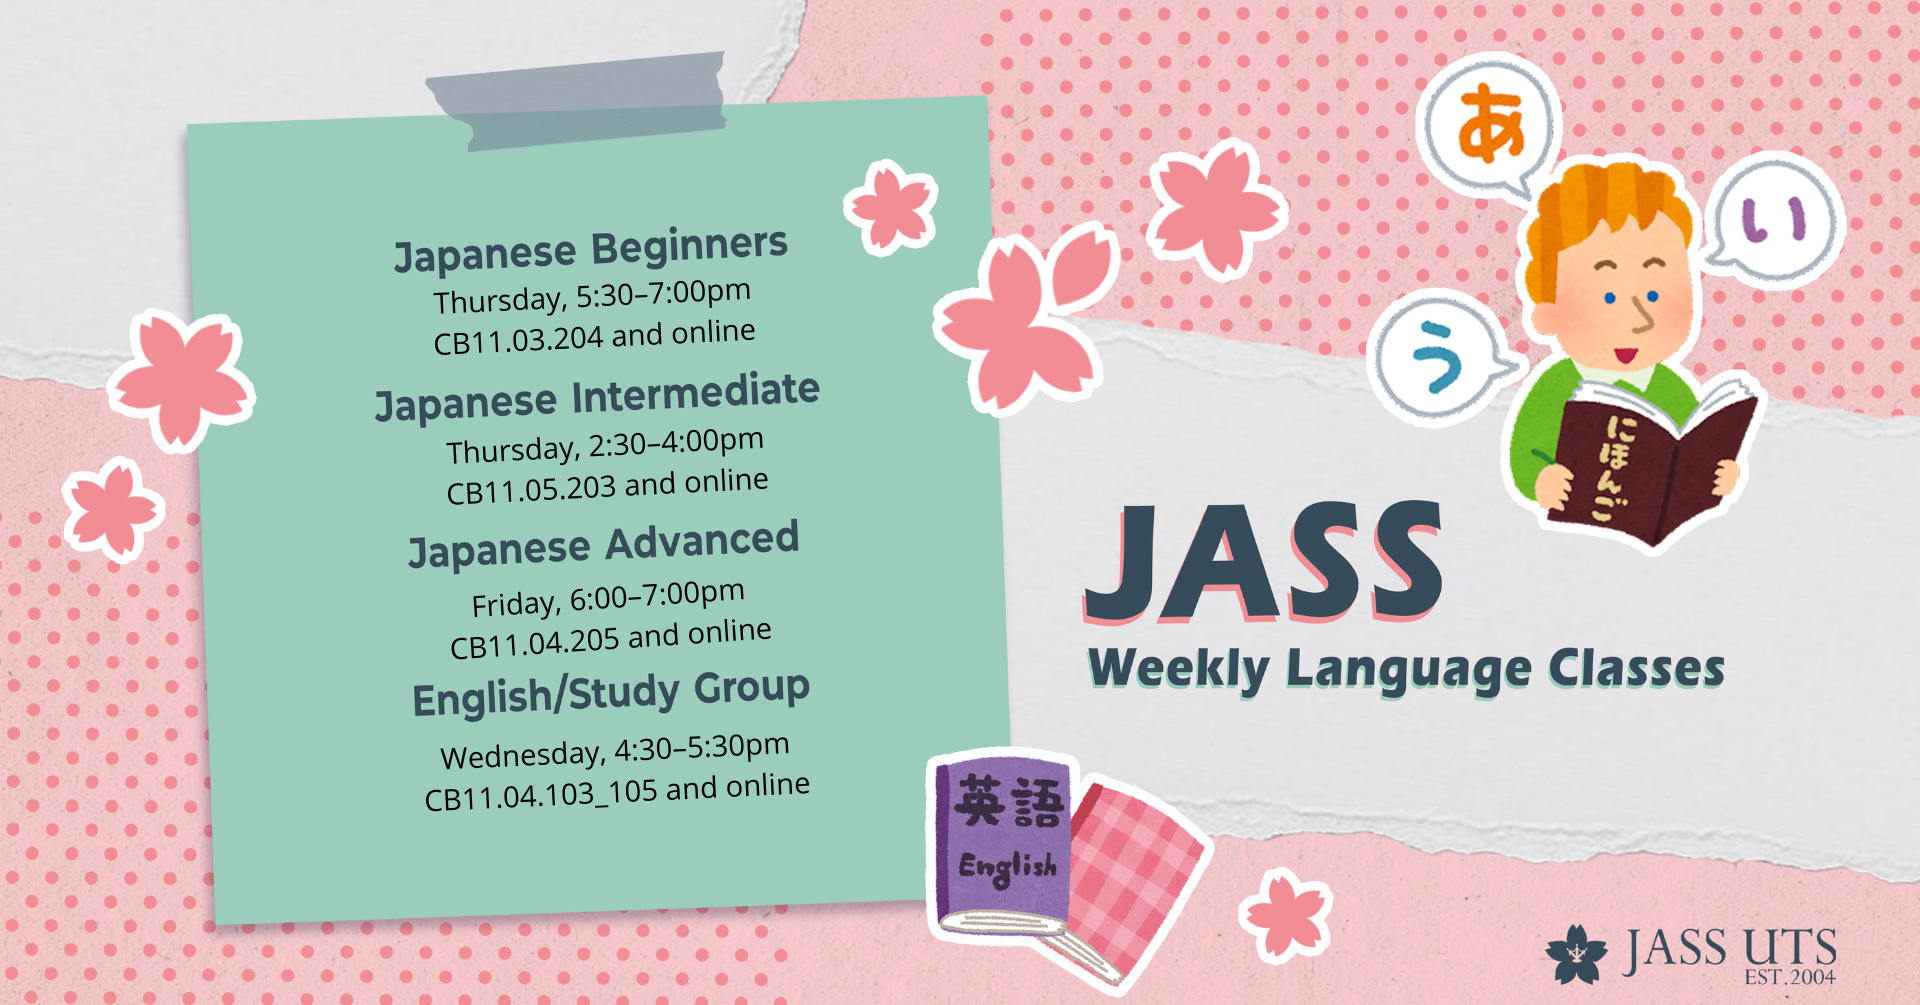 Japanese Beginners
Thursday, 5:30–7:00pm
CB11.03.204 and online
Japanese Intermediate
Thursday, 2:30–4:00pm
CB11.05.203 and online
Japanese Advanced
Friday, 6:00–7:00pm
CB11.04.205 and online
English/Study Group
Wednesday, 4:30–5:30pm
CB11.04.103_105 and online
あ
い
う
にほんご
JASS
Weekly Language Classes
英語
English
JASS UTS
EST.2004